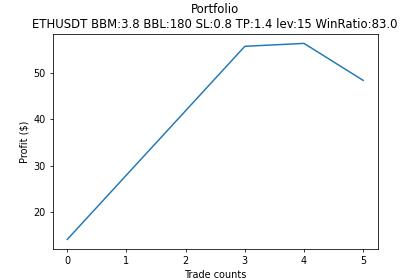 Portfolio
ETHUSDT BBM:3.8 BBL:180 SL:0.8 TP:1.4 lev:15 WinRatio:83.0
Profit ($)
50
40
30
20
0 1 2 3 4 5
Trade counts